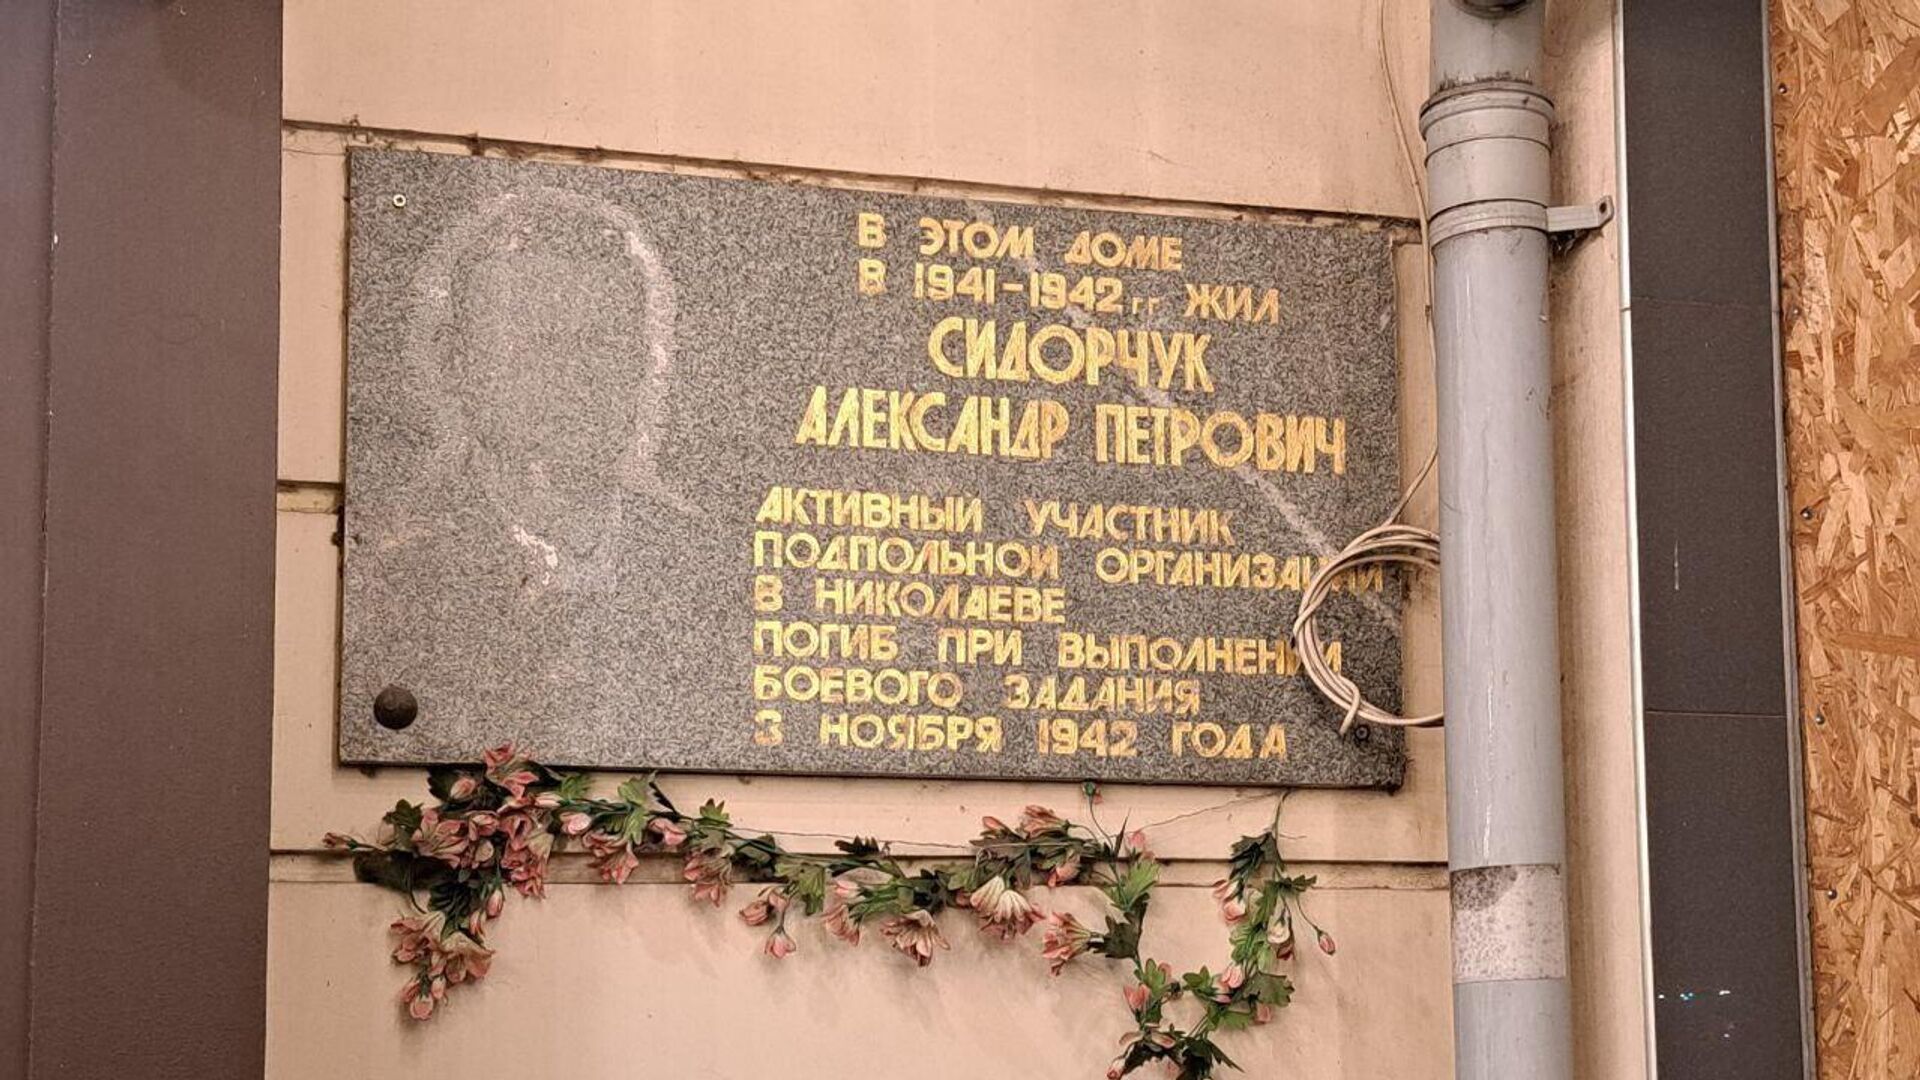 В ЭТОМ ДОМЕ
В 1941-1942 гг ЖИЛ
СИДОРЧУК
АЛЕКСАНДР ПЕТРОВИЧ
АКТИВНЫЙ УЧАСТНИК
ПОДПОЛЬНОЙ ОРГАНИЗАЦИИ
В НИКОЛАЕВЕ
ПОГИБ ПРИ ВЫПОЛНЕНИИ
БОЕВОГО ЗАДАНИЯ
3 НОЯБРЯ 1942 ГОДА